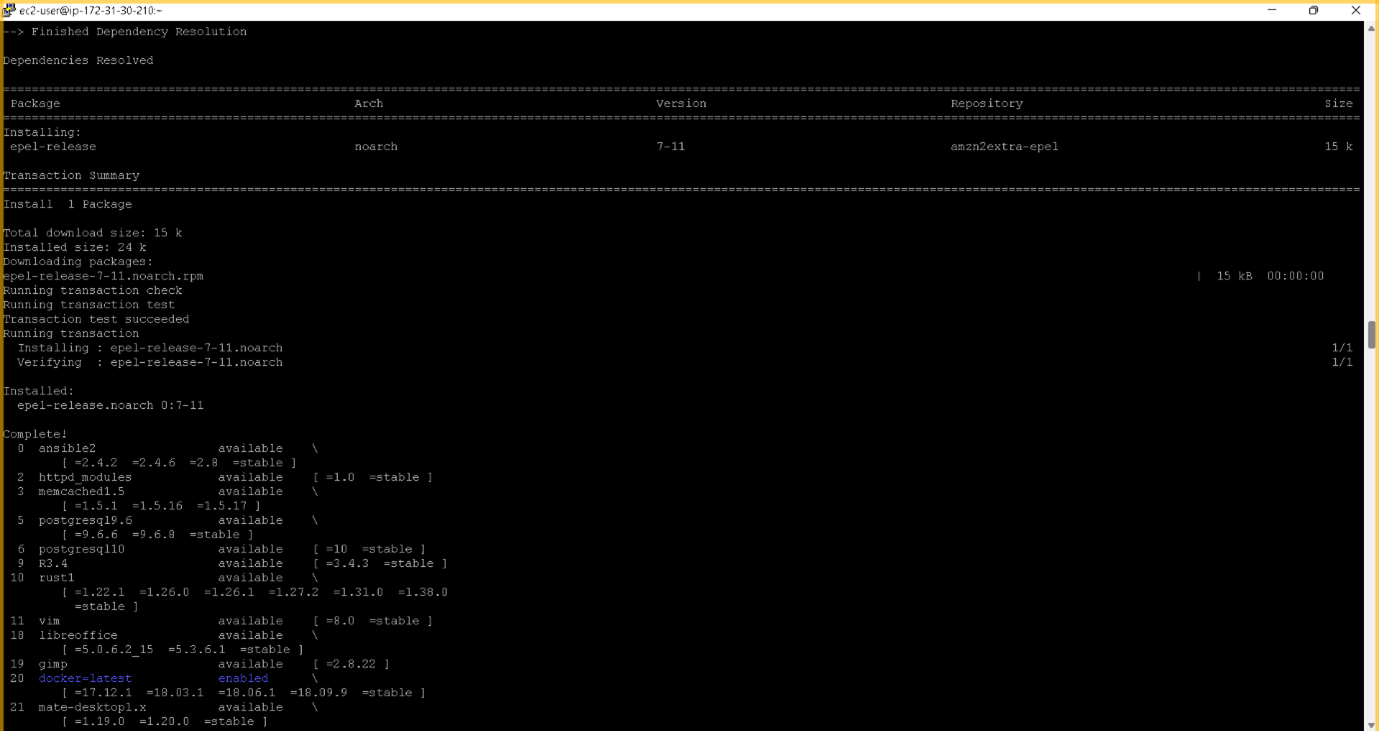 ec2-user@ip-172-31-30-210:~
--> Finished Dependency Resolution
Dependencies Resolved
================================================================================
Package Arch Version Repository Size
================================================================================
Installing:
epel-release noarch 7-11 amzn2extra-epel 15 k
Transaction Summary
================================================================================
Install 1 Package
Total download size: 15 k
Installed size: 24 k
Downloading packages:
epel-release-7-11.noarch.rpm | 15 kB 00:00:00
Running transaction check
Running transaction test
Transaction test succeeded
Running transaction
Installing : epel-release-7-11.noarch 1/1
Verifying : epel-release-7-11.noarch 1/1
Installed:
epel-release.noarch 0:7-11
Complete!
0 ansible2 available \
[ =2.4.2 =2.4.6 =2.8 =stable ]
2 httpd_modules available [ =1.0 =stable ]
3 memcached1.5 available \
[ =1.5.1 =1.5.16 =1.5.17 ]
5 postgresql9.6 available \
[ =9.6.6 =9.6.8 =stable ]
6 postgresql10 available [ =10 =stable ]
9 R3.4 available [ =3.4.3 =stable ]
10 rust1 available \
[ =1.22.1 =1.26.0 =1.26.1 =1.27.2 =1.31.0 =1.38.0
=stable ]
11 vim available [ =8.0 =stable ]
18 libreoffice available \
[ =5.0.6.2_15 =5.3.6.1 =stable ]
19 gimp available [ =2.8.22 ]
20 docker=latest enabled \
[ =17.12.1 =18.03.1 =18.06.1 =18.09.9 =stable ]
21 mate-desktop1.x available \
[ =1.19.0 =1.20.0 =stable ]